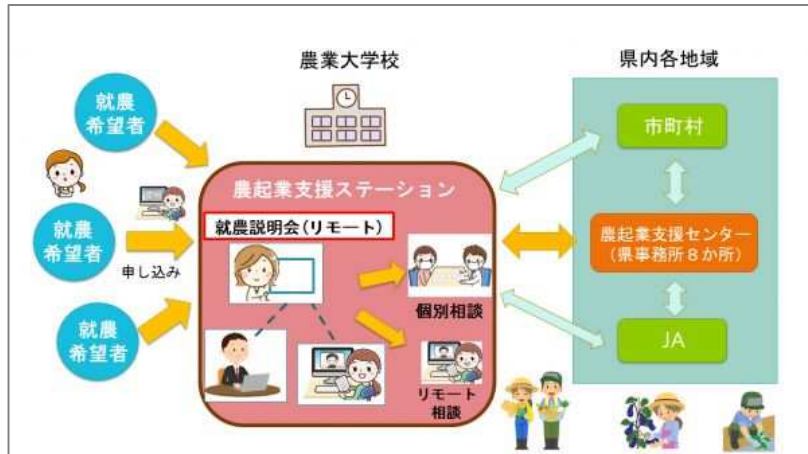 農業大学校
県内各地域
就農
希望者
就農
希望者
申し込み
就農
希望者
農起業支援ステーション
就農説明会(リモート)
個別相談
リモート
相談
市町村
農起業支援センター
(県事務所8か所)
JA